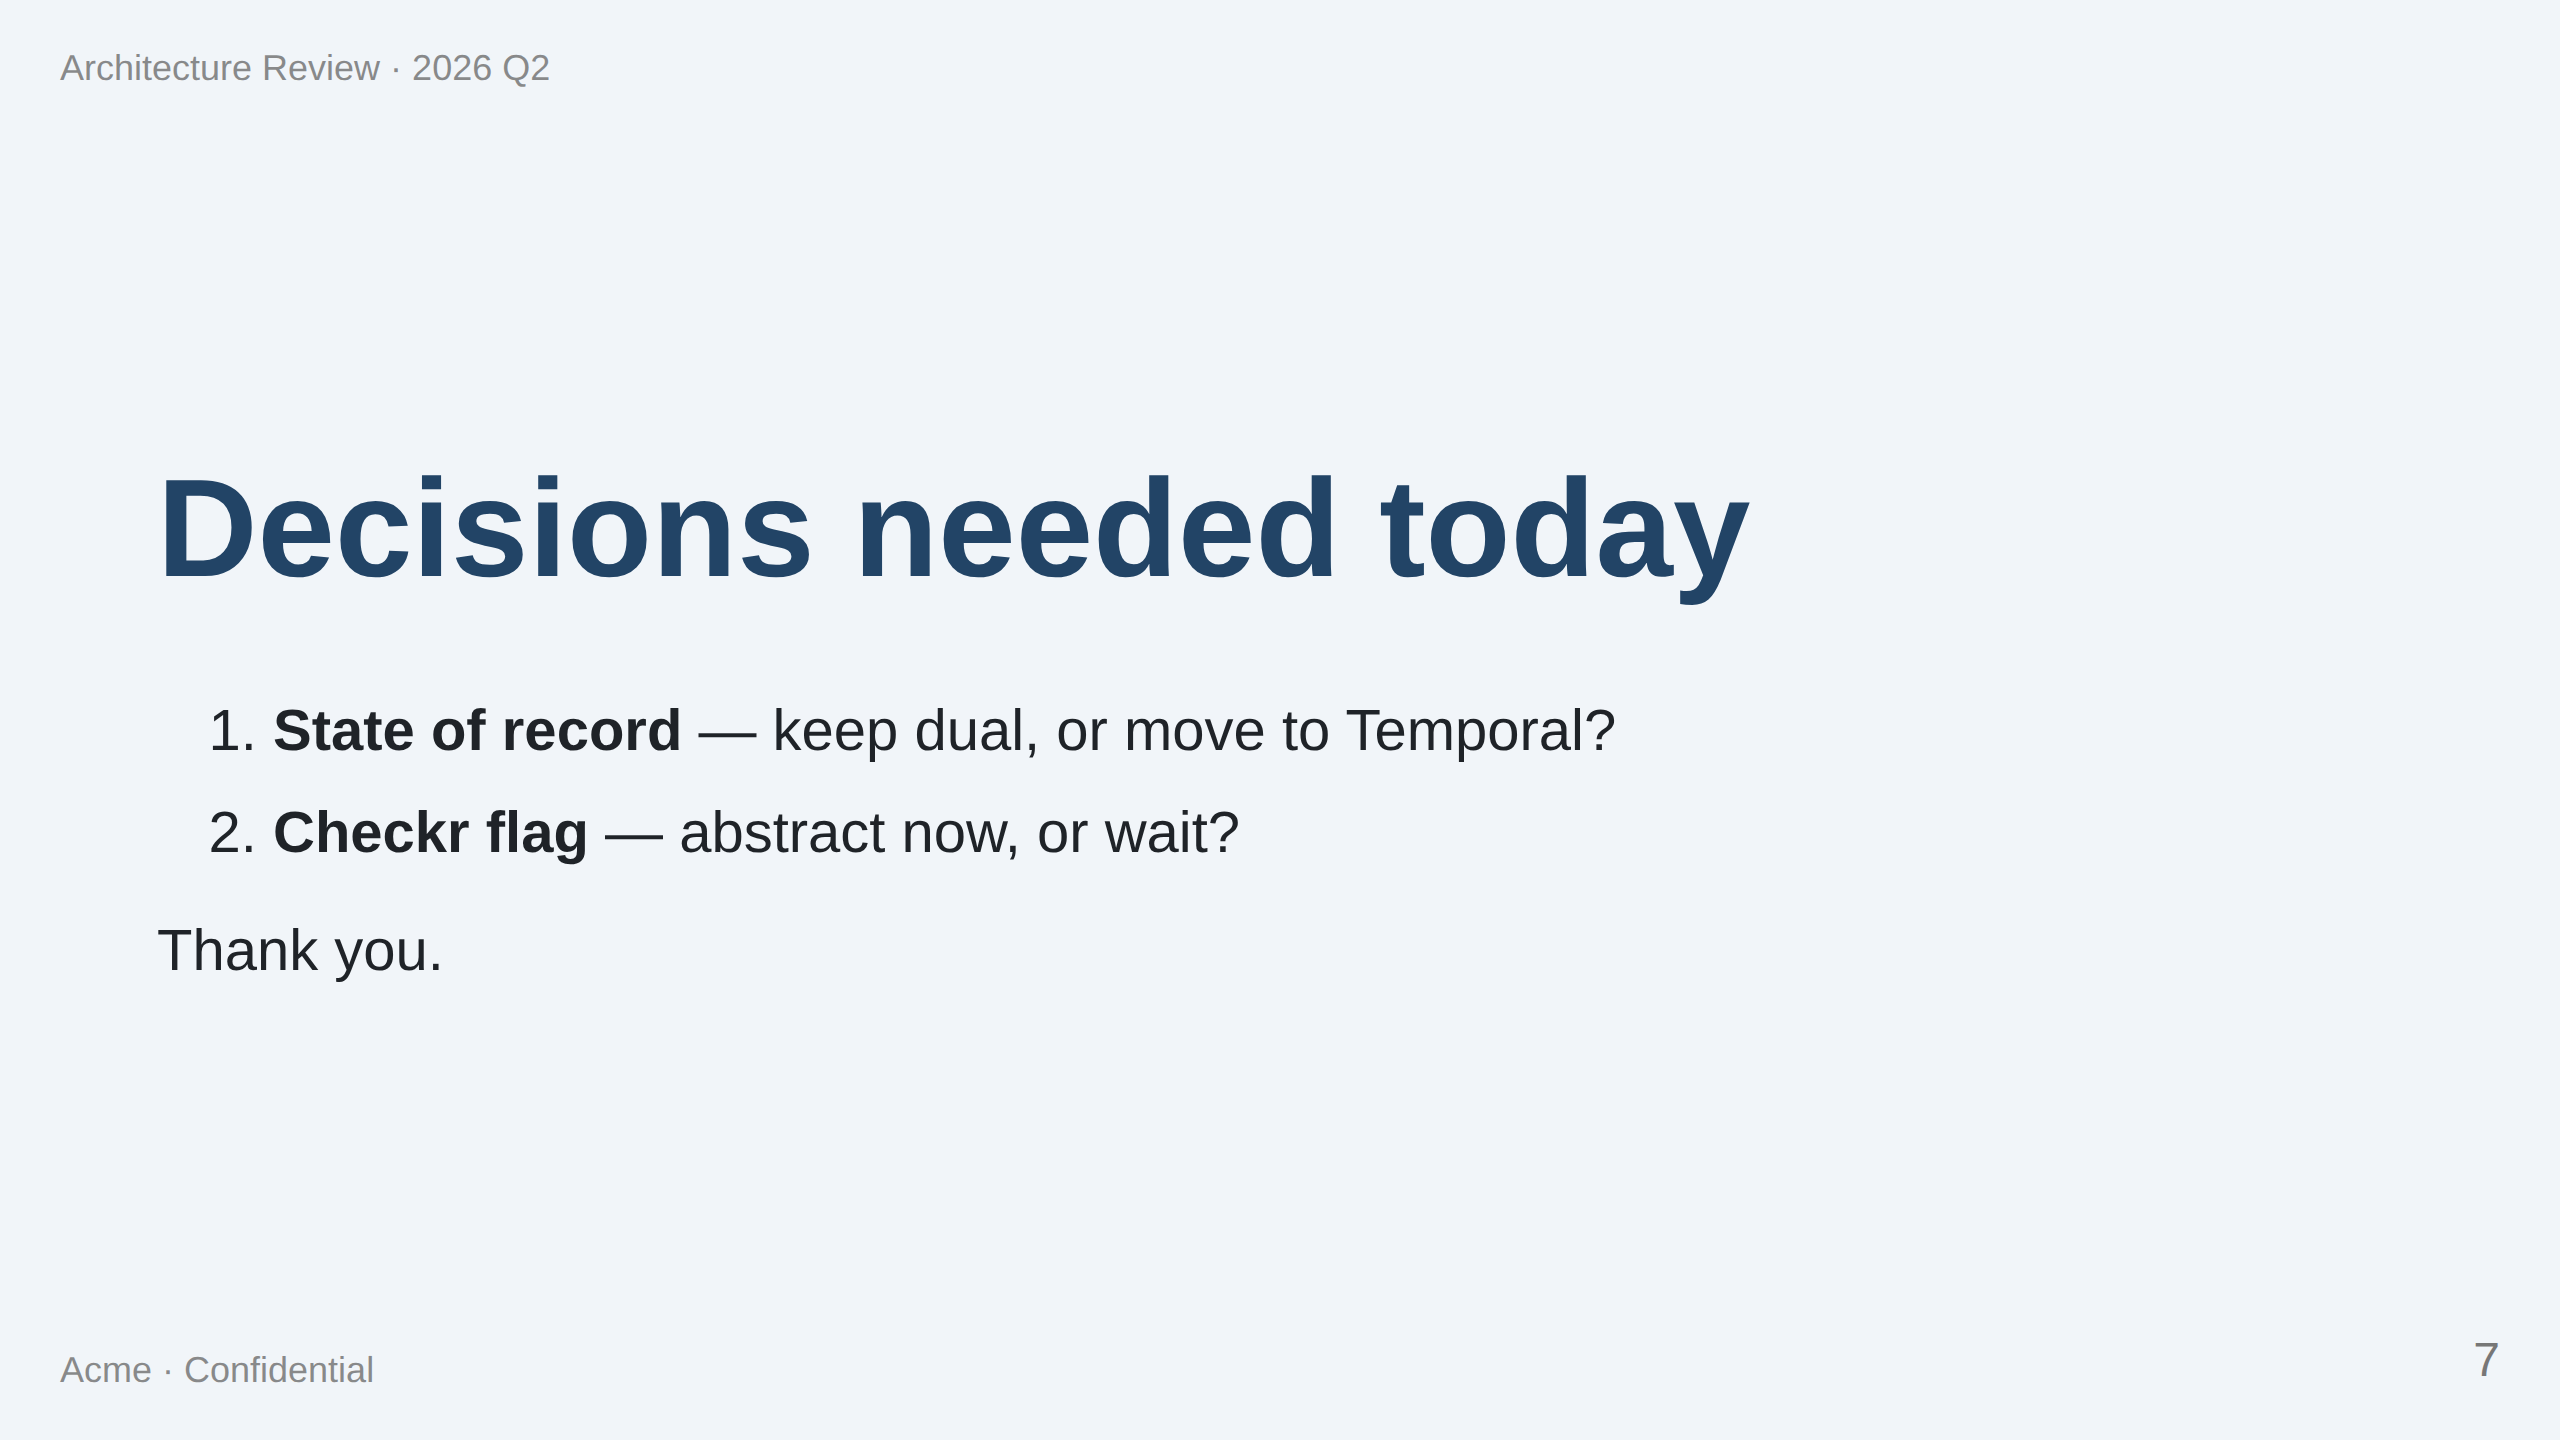 Architecture Review · 2026 Q2
Decisions needed today
1. State of record — keep dual, or move to Temporal?
2. Checkr flag — abstract now, or wait?
Thank you.
Acme · Confidential
7